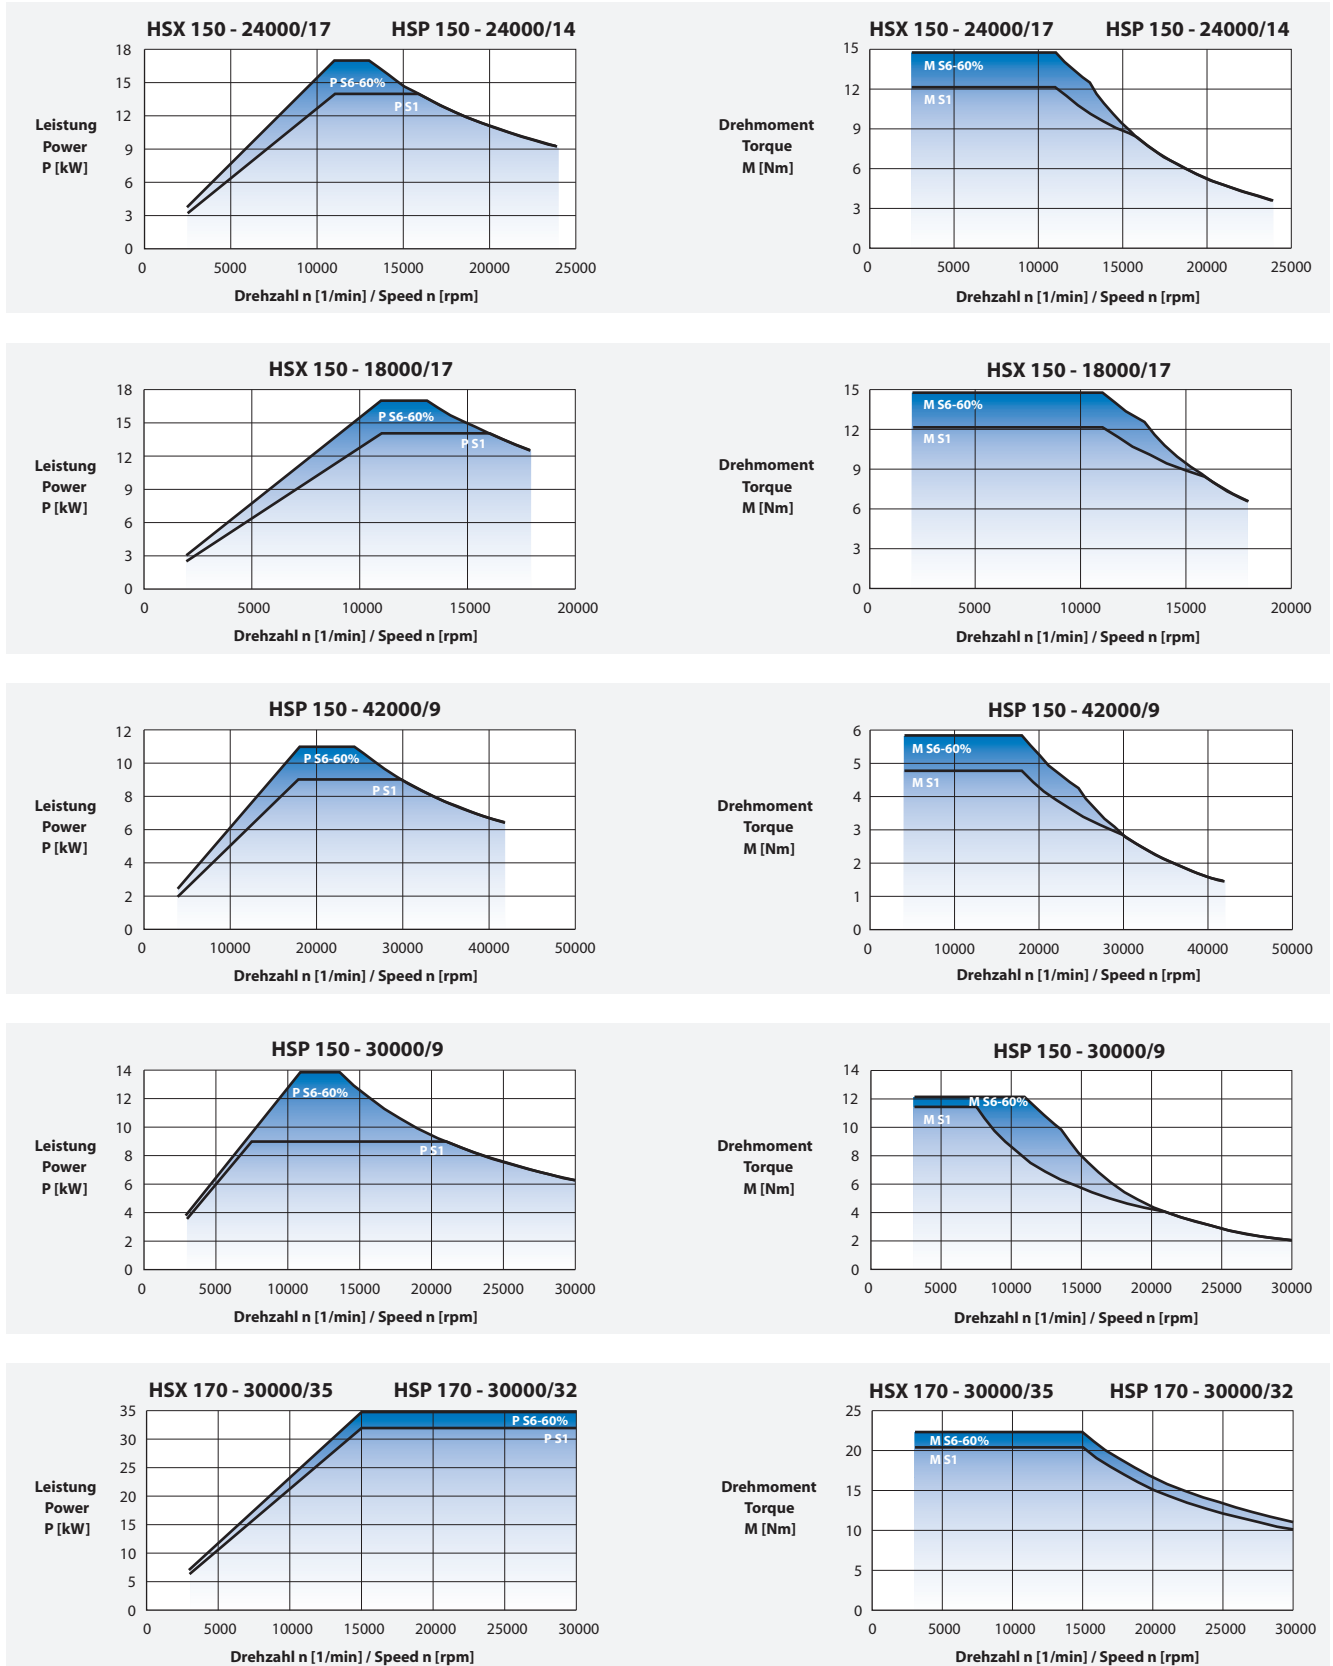 HSX 150 - 24000/17 HSP 150 - 24000/14
18
15
12
9
6
3
0
Leistung
Power
P [kW]
P S6-60%
P S1
0 5000 10000 15000 20000 25000
Drehzahl n [1/min] / Speed n [rpm]
HSX 150 - 24000/17 HSP 150 - 24000/14
15
12
9
6
3
0
Drehmoment
Torque
M [Nm]
M S6-60%
M S1
0 5000 10000 15000 20000 25000
Drehzahl n [1/min] / Speed n [rpm]
HSX 150 - 18000/17
18
15
12
9
6
3
0
Leistung
Power
P [kW]
P S6-60%
P S1
0 5000 10000 15000 20000
Drehzahl n [1/min] / Speed n [rpm]
HSX 150 - 18000/17
15
12
9
6
3
0
Drehmoment
Torque
M [Nm]
M S6-60%
M S1
0 5000 10000 15000 20000
Drehzahl n [1/min] / Speed n [rpm]
HSP 150 - 42000/9
12
10
8
6
4
2
0
Leistung
Power
P [kW]
P S6-60%
P S1
0 10000 20000 30000 40000 50000
Drehzahl n [1/min] / Speed n [rpm]
HSP 150 - 42000/9
6
5
4
3
2
1
0
Drehmoment
Torque
M [Nm]
M S6-60%
M S1
0 10000 20000 30000 40000 50000
Drehzahl n [1/min] / Speed n [rpm]
HSP 150 - 30000/9
14
12
10
8
6
4
2
0
Leistung
Power
P [kW]
P S6-60%
P S1
0 5000 10000 15000 20000 25000 30000
Drehzahl n [1/min] / Speed n [rpm]
HSP 150 - 30000/9
14
12
10
8
6
4
2
0
Drehmoment
Torque
M [Nm]
M S6-60%
M S1
0 5000 10000 15000 20000 25000 30000
Drehzahl n [1/min] / Speed n [rpm]
HSX 170 - 30000/35 HSP 170 - 30000/32
35
30
25
20
15
10
5
0
Leistung
Power
P [kW]
P S6-60%
P S1
0 5000 10000 15000 20000 25000 30000
Drehzahl n [1/min] / Speed n [rpm]
HSX 170 - 30000/35 HSP 170 - 30000/32
25
20
15
10
5
0
Drehmoment
Torque
M [Nm]
M S6-60%
M S1
0 5000 10000 15000 20000 25000 30000
Drehzahl n [1/min] / Speed n [rpm]